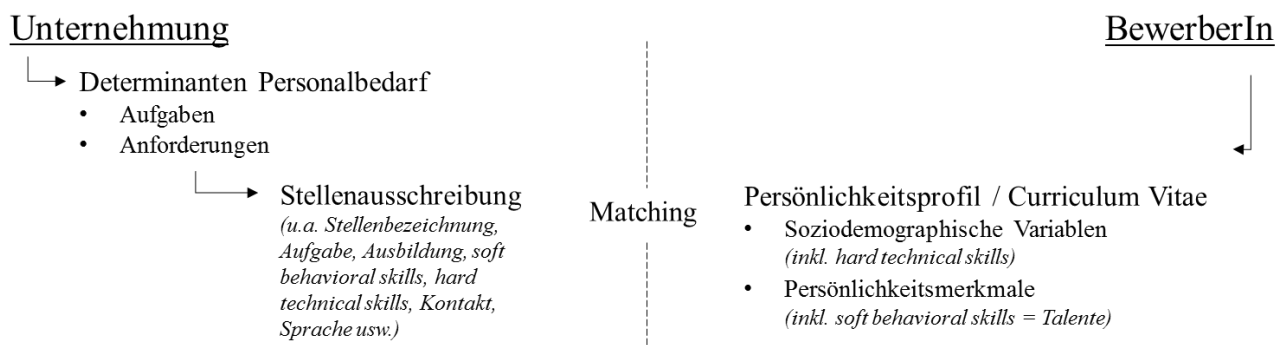 Unternehmung
Determinanten Personalbedarf
• Aufgaben
• Anforderungen
Stellenausschreibung
(u.a. Stellenbezeichnung,
Aufgabe, Ausbildung, soft
behavioral skills, hard
technical skills, Kontakt,
Sprache usw.)
Matching
BewerberIn
Persönlichkeitsprofil / Curriculum Vitae
• Soziodemographische Variablen
(inkl. hard technical skills)
• Persönlichkeitsmerkmale
(inkl. soft behavioral skills = Talente)